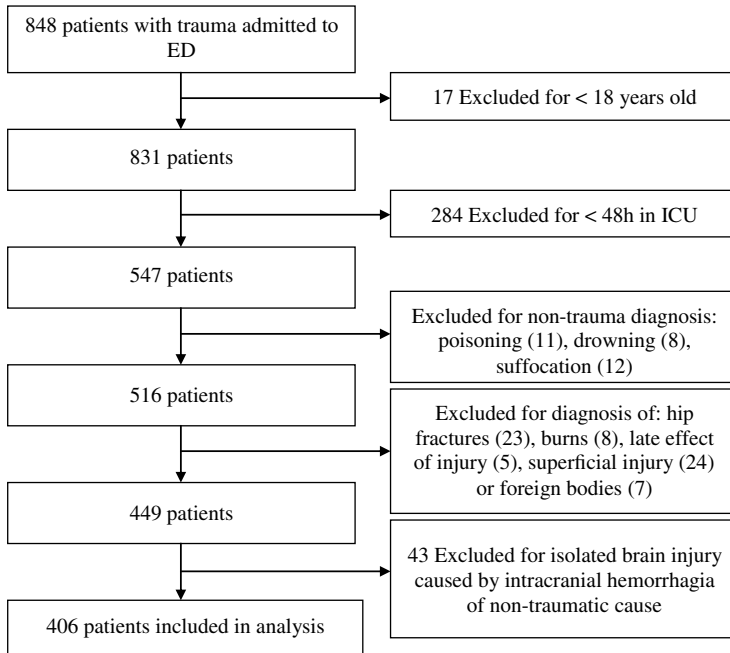 848 patients with trauma admitted to
ED
17 Excluded for < 18 years old
831 patients
284 Excluded for < 48h in ICU
547 patients
Excluded for non-trauma diagnosis:
poisoning (11), drowning (8),
suffocation (12)
516 patients
Excluded for diagnosis of: hip
fractures (23), burns (8), late effect
of injury (5), superficial injury (24)
or foreign bodies (7)
449 patients
43 Excluded for isolated brain injury
caused by intracranial hemorrhagia
of non-traumatic cause
406 patients included in analysis